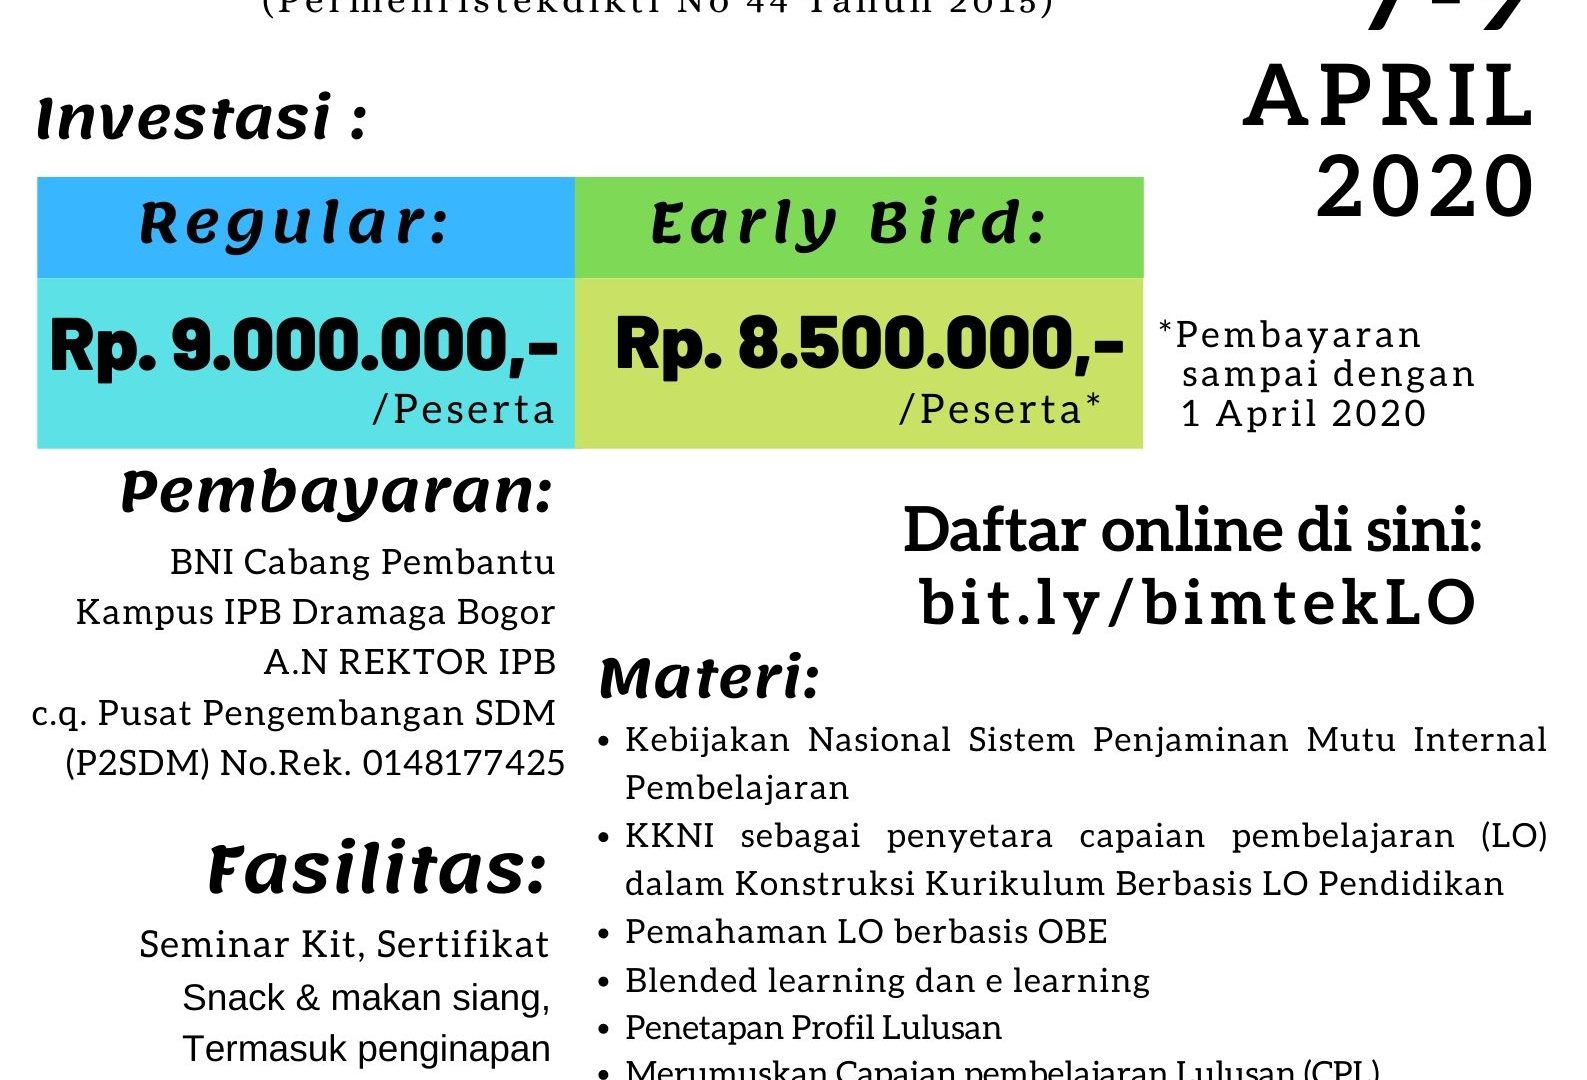 (Permenristekdikti No 44 Tahun 2015)
7-9
APRIL
2020
Investasi :
Regular:
Early Bird:
Rp. 9.000.000,-
/Peserta
Rp. 8.500.000,-
/Peserta*
*Pembayaran
sampai dengan
1 April 2020
Pembayaran:
BNI Cabang Pembantu
Kampus IPB Dramaga Bogor
A.N REKTOR IPB
c.q. Pusat Pengembangan SDM
(P2SDM) No.Rek. 0148177425
Fasilitas:
Seminar Kit, Sertifikat
Snack & makan siang,
Termasuk penginapan
Daftar online di sini:
bit.ly/bimtekLO
Materi:
• Kebijakan Nasional Sistem Penjaminan Mutu Internal
Pembelajaran
• KKNI sebagai penyetara capaian pembelajaran (LO)
dalam Konstruksi Kurikulum Berbasis LO Pendidikan
• Pemahaman LO berbasis OBE
• Blended learning dan e learning
• Penetapan Profil Lulusan
• Merumuskan Capaian pembelajaran Lulusan (CPL)